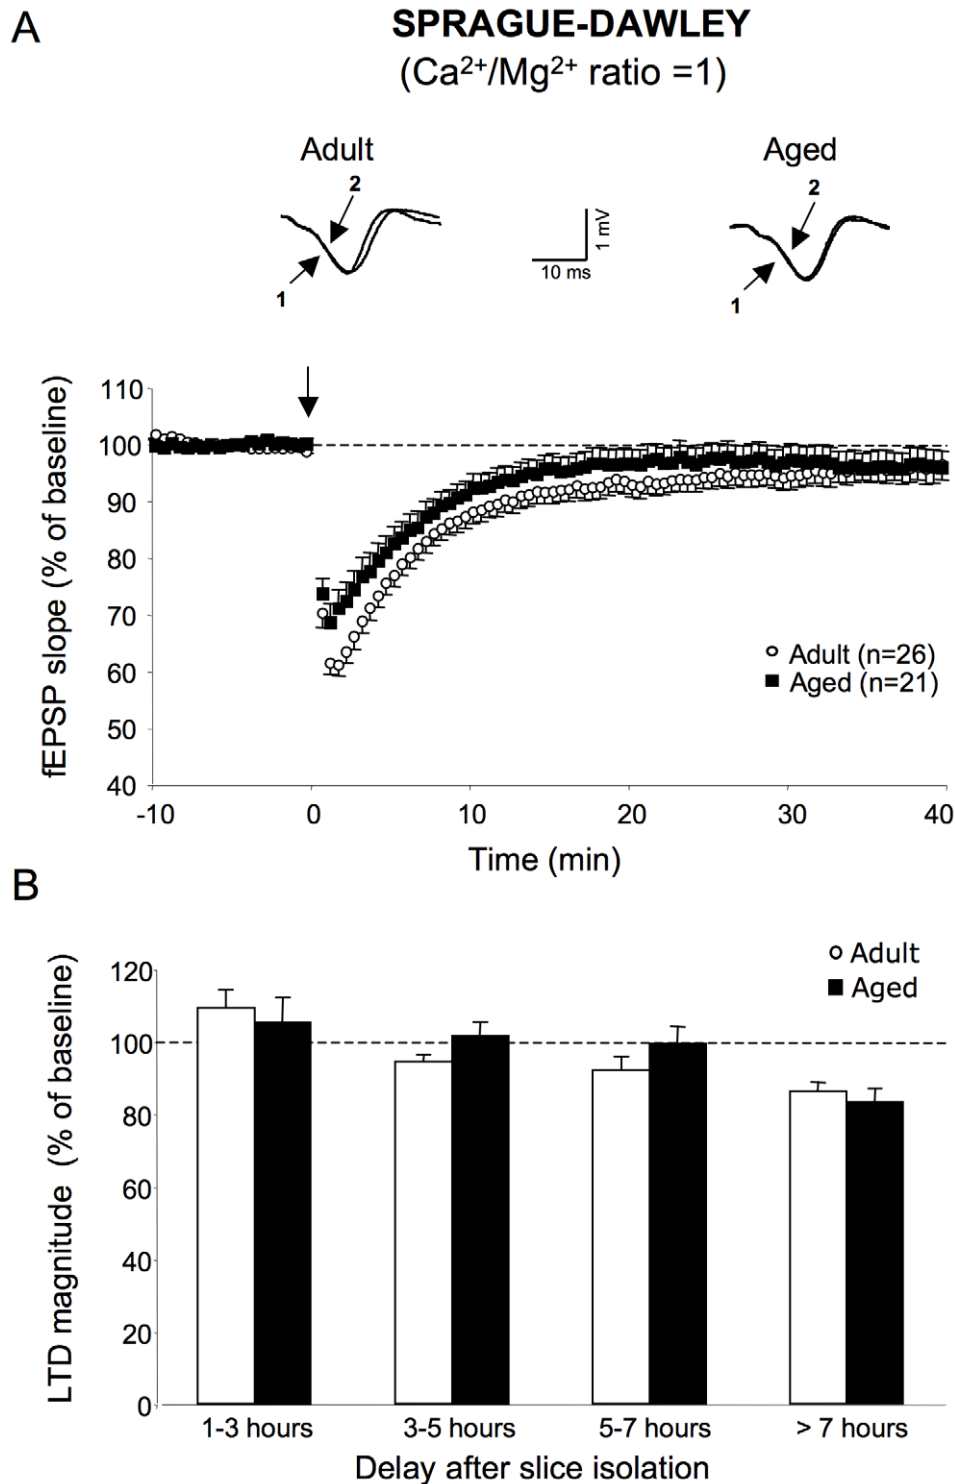 A
SPRAGUE-DAWLEY
(Ca²⁺/Mg²⁺ ratio =1)
Adult
Aged
2
2
1 mV
10 ms
1
1
fEPSP slope (% of baseline)
110
100
90
80
70
60
50
40
Adult (n=26)
Aged (n=21)
-10
0
10
20
30
40
Time (min)
B
LTD magnitude (% of baseline)
120
100
80
60
40
20
0
Adult
Aged
1-3 hours
3-5 hours
5-7 hours
> 7 hours
Delay after slice isolation